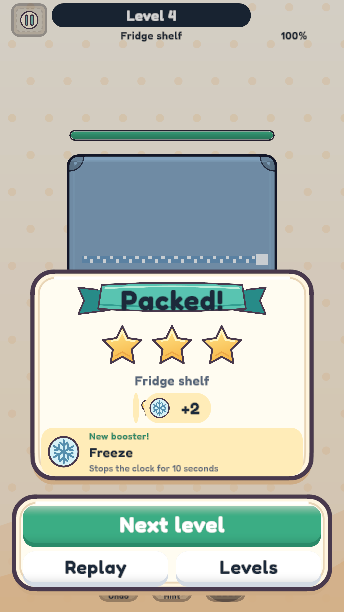 Level 4
Fridge shelf
100%
Packed!
Fridge shelf
+2
New booster!
Freeze
Stops the clock for 10 seconds
Next level
Replay
Levels